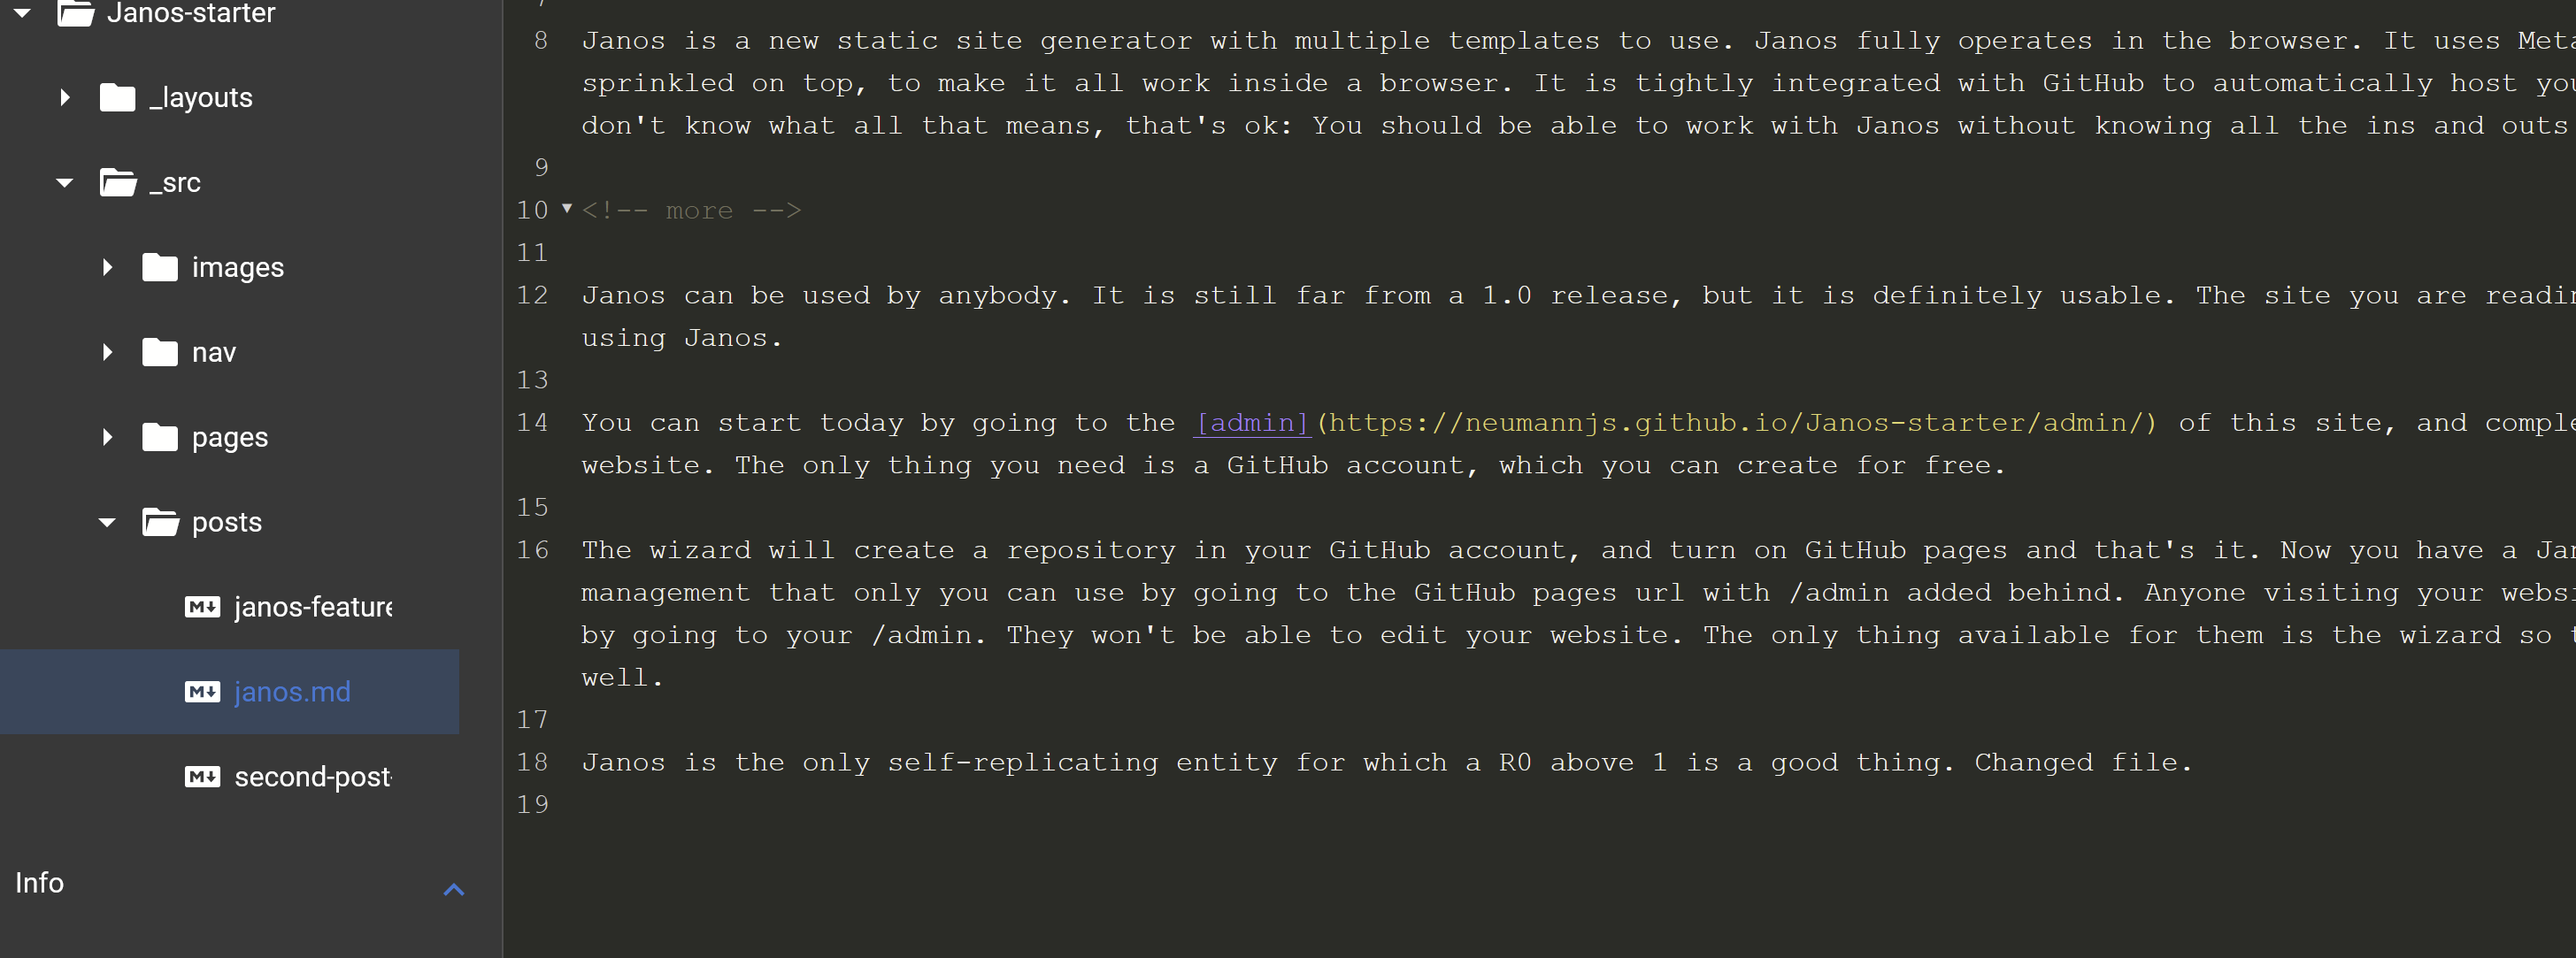 Janos-starter
_layouts
_src
images
nav
pages
posts
janos-feature
janos.md
second-post
Info
7
8 Janos is a new static site generator with multiple templates to use. Janos fully operates in the browser. It uses
sprinkled on top, to make it all work inside a browser. It is tightly integrated with GitHub to automatically host
don't know what all that means, that's ok: You should be able to work with Janos without knowing all the ins and outs
9
10 <!-- more -->
11
12 Janos can be used by anybody. It is still far from a 1.0 release, but it is definitely usable. The site you are
using Janos.
13
14 You can start today by going to the [admin](https://neumannjs.github.io/Janos-starter/admin/) of this site, and
website. The only thing you need is a GitHub account, which you can create for free.
15
16 The wizard will create a repository in your GitHub account, and turn on GitHub pages and that's it. Now you have a
management that only you can use by going to the GitHub pages url with /admin added behind. Anyone visiting your
by going to your /admin. They won't be able to edit your website. The only thing available for them is the wizard so
well.
17
18 Janos is the only self-replicating entity for which a R0 above 1 is a good thing. Changed file.
19